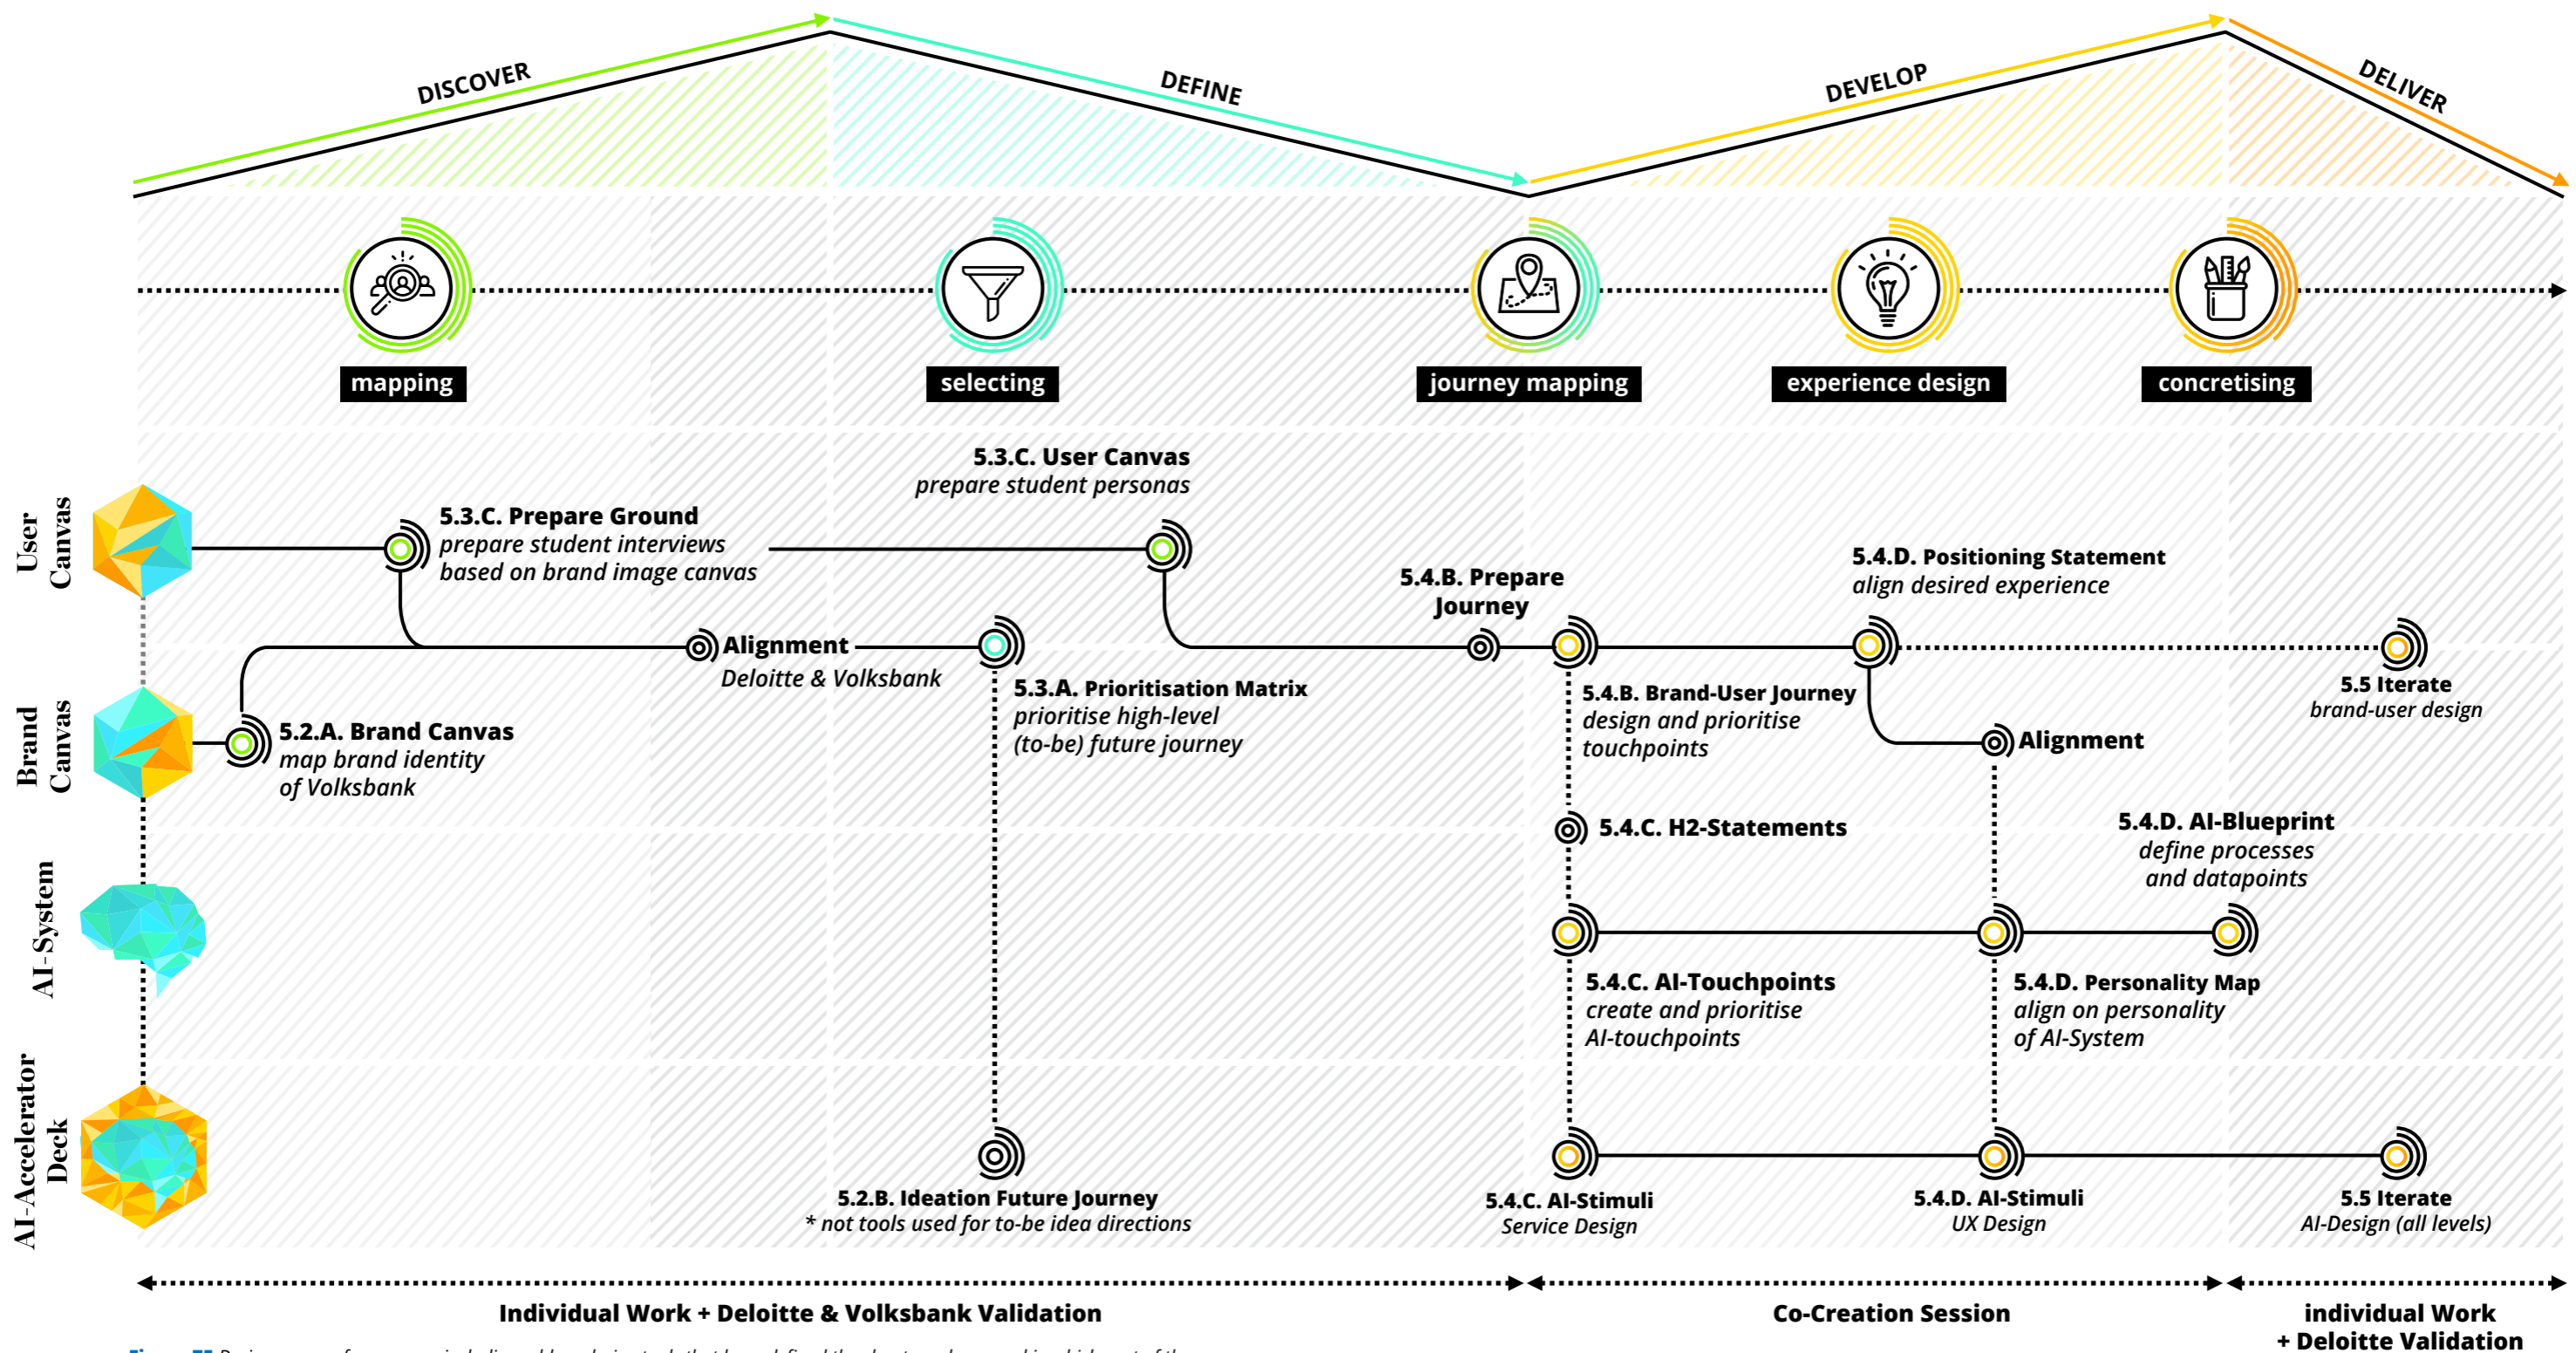 DISCOVER
DEFINE
DEVELOP
DELIVER
mapping
selecting
journey mapping
experience design
concretising
User
Canvas
5.3.C. Prepare Ground
prepare student interviews
based on brand image canvas
5.3.C. User Canvas
prepare student personas
5.4.B. Prepare
Journey
5.4.D. Positioning Statement
align desired experience
Alignment
Deloitte & Volksbank
Brand
Canvas
5.2.A. Brand Canvas
map brand identity
of Volksbank
5.3.A. Prioritisation Matrix
prioritise high-level
(to-be) future journey
5.4.B. Brand-User Journey
design and prioritise
touchpoints
Alignment
5.5 Iterate
brand-user design
5.4.C. H2-Statements
5.4.D. AI-Blueprint
define processes
and datapoints
AI-System
5.4.C. AI-Touchpoints
create and prioritise
AI-touchpoints
5.4.D. Personality Map
align on personality
of AI-System
AI-Accelerator
Deck
5.2.B. Ideation Future Journey
* not tools used for to-be idea directions
5.4.C. AI-Stimuli
Service Design
5.4.D. AI-Stimuli
UX Design
5.5 Iterate
AI-Design (all levels)
Individual Work + Deloitte & Volksbank Validation
Co-Creation Session
individual Work
+ Deloitte Validation